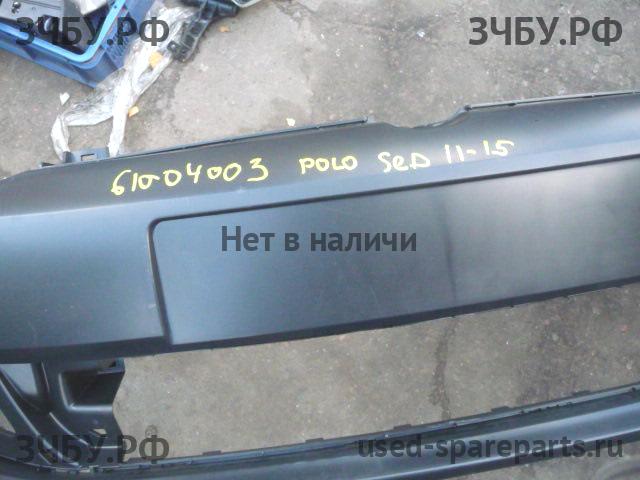 ЗЧБУ.РФ ЗЧБУ.РФ
61004003 POLO SeD 11-15
Нет в наличи
ЗЧБУ.РФ used-spareparts.ru